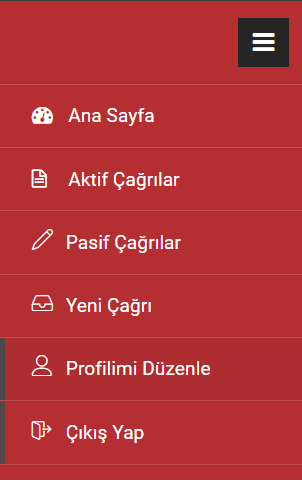 Ana Sayfa
Aktif Çağrılar
Pasif Çağrılar
Yeni Çağrı
Profilimi Düzenle
Çıkış Yap